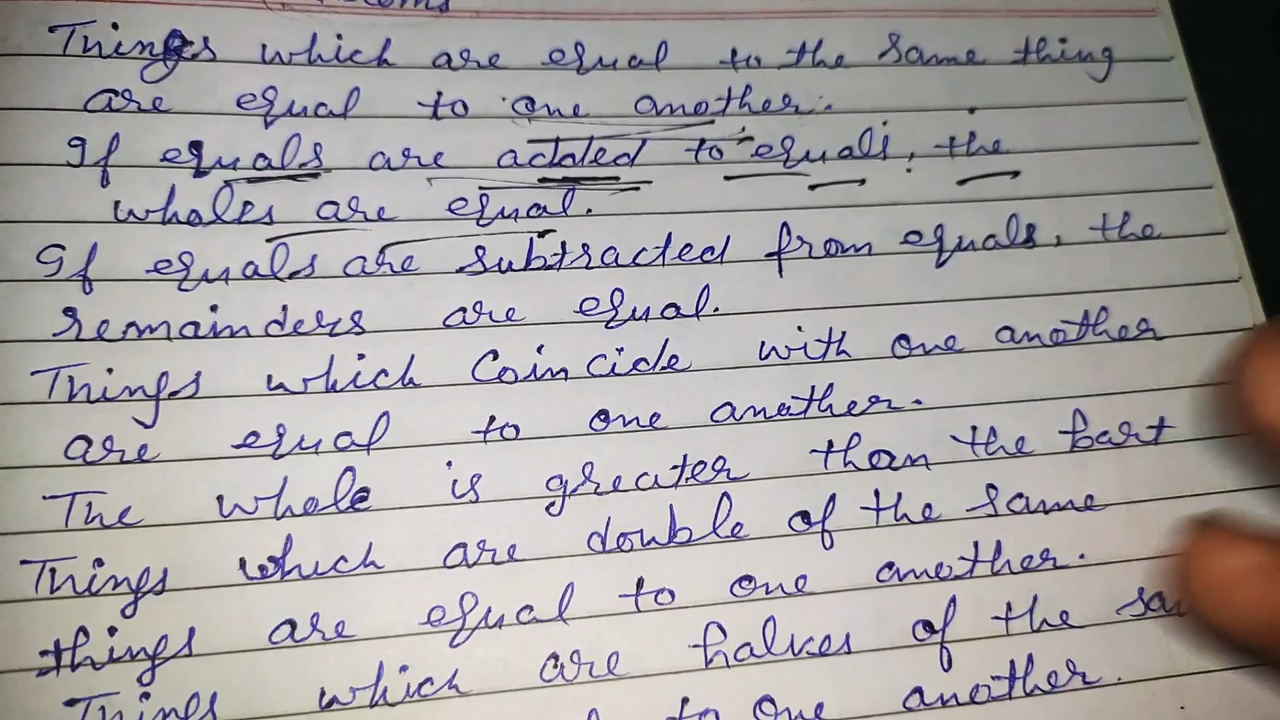 Things which are equal to the same thing
are equal to one another.
If equals are added to equals, the
wholes are equal.
If equals are subtracted from equals, the
remainders are equal.
Things which Coincide with one another
are equal to one another.
The whole is greater than the part
Things which are double of the same
things are equal to one another.
Things which are halves of the
to one another.